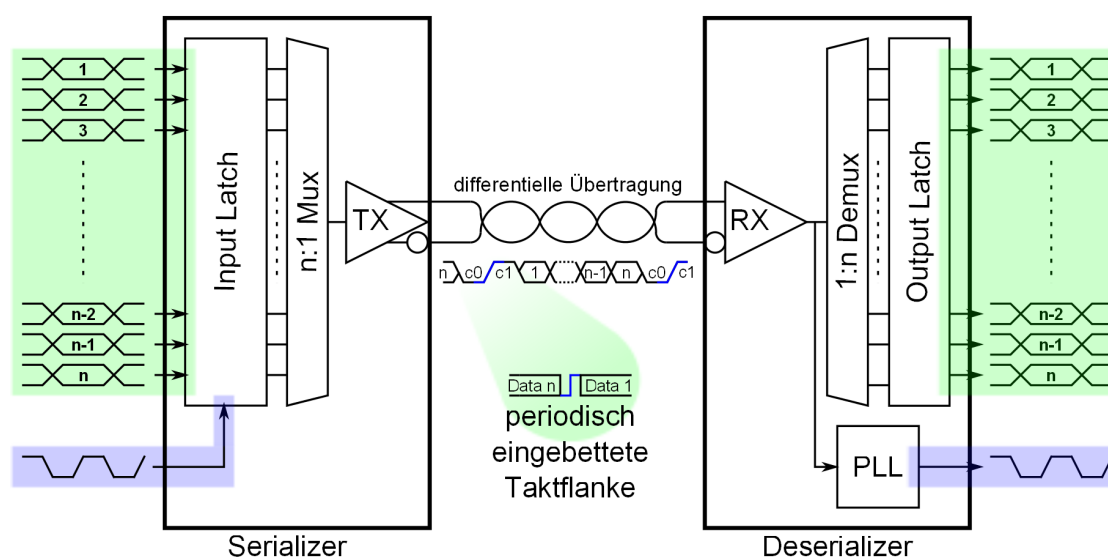 1
2
3
n-2
n-1
n
Input Latch
n:1 Mux
TX
differentielle Übertragung
n c0 c1 1 n-1 n c0 c1
Data n Data 1
periodisch
eingebettete
Taktflanke
RX
1:n Demux
Output Latch
PLL
1
2
3
n-2
n-1
n
Serializer
Deserializer